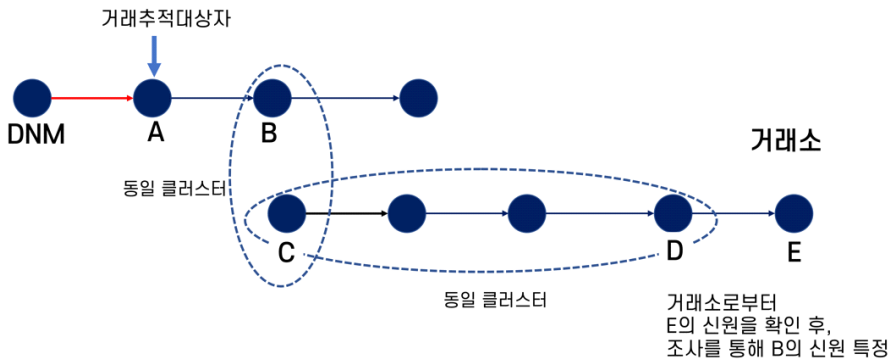 거래추적대상자
DNM
A
B
거래소
동일 클러스터
C
D
E
동일 클러스터
거래소로부터
E의 신원을 확인 후,
조사를 통해 B의 신원 특정